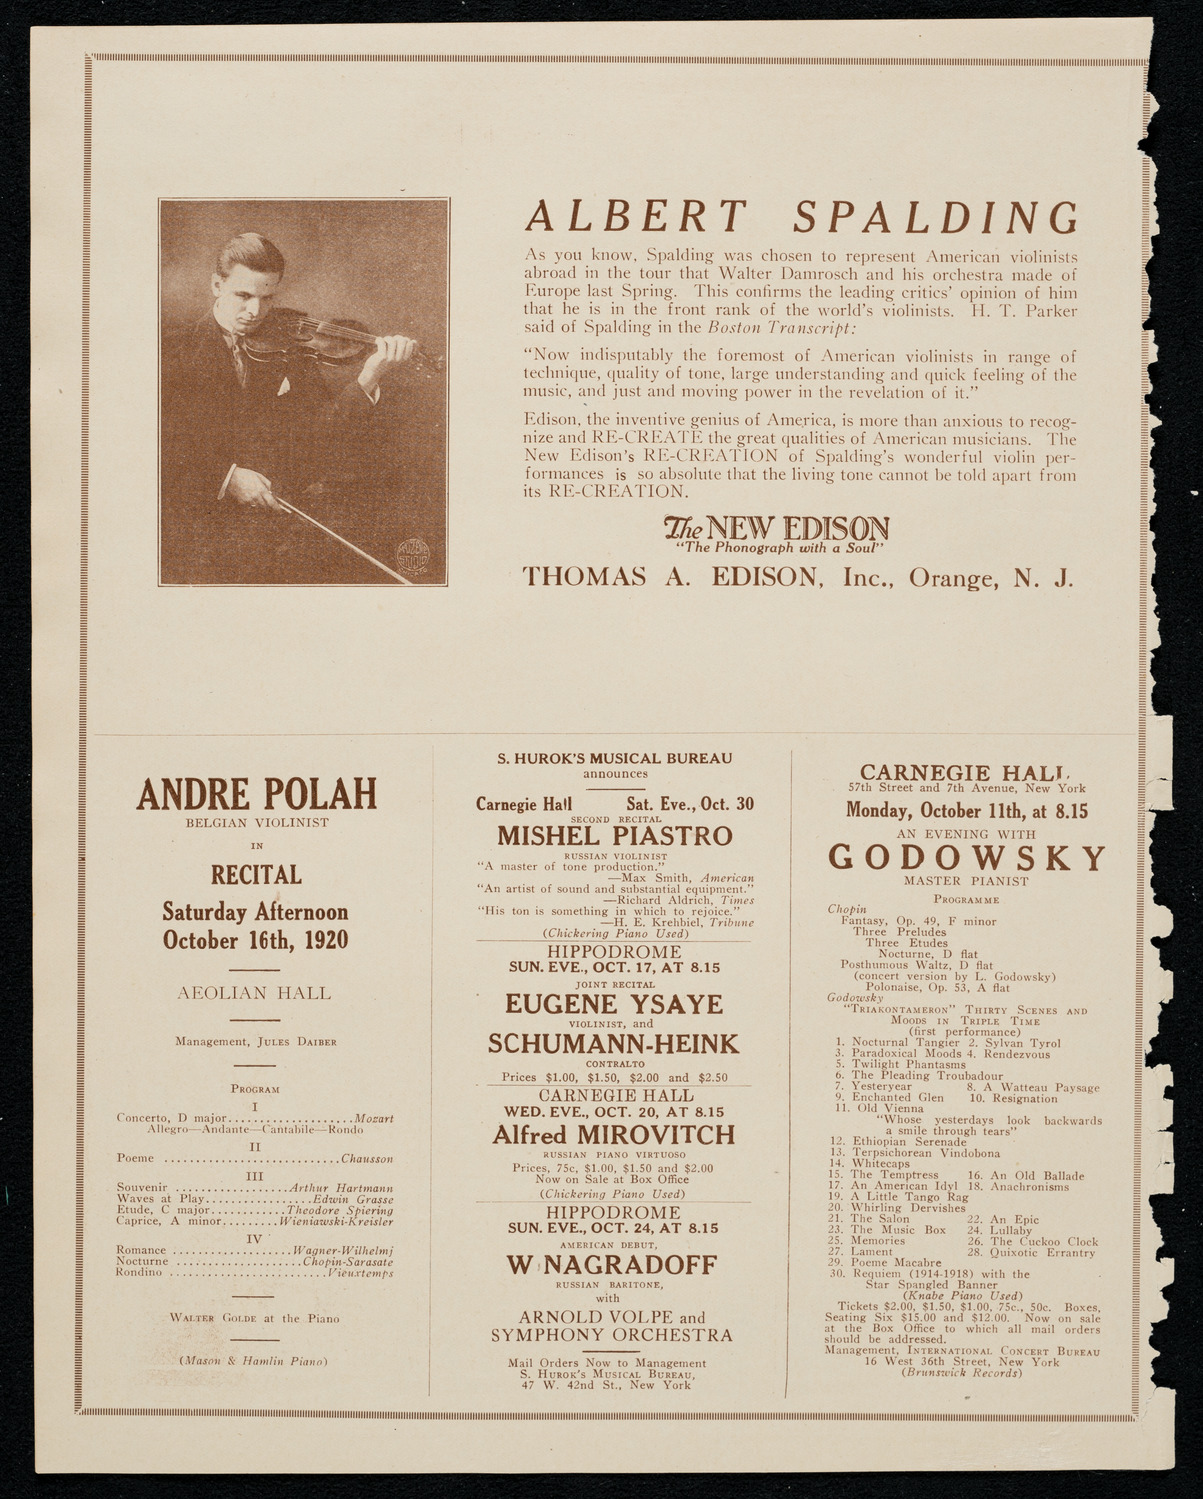 ALBERT SPALDING
As you know, Spalding was chosen to represent American violinists
abroad in the tour that Walter Damrosch and his orchestra made of
Europe last Spring. This confirms the leading critics' opinion of him
that he is in the front rank of the world's violinists. H. T. Parker
said of Spalding in the Boston Transcript:
"Now indisputably the foremost of American violinists in range of
technique, quality of tone, large understanding and quick feeling of the
music, and just and moving power in the revelation of it."
Edison, the inventive genius of America, is more than anxious to recog-
nize and RE-CREATE the great qualities of American musicians. The
New Edison's RE-CREATION of Spalding's wonderful violin per-
formances is so absolute that the living tone cannot be told apart from
its RE-CREATION.
The NEW EDISON
"The Phonograph with a Soul"
THOMAS A. EDISON, Inc., Orange, N. J.
ANDRE POLAH
BELGIAN VIOLINIST
IN
RECITAL
Saturday Afternoon
October 16th, 1920
AEOLIAN HALL
Management, JULES DAIBER
PROGRAM
I
Concerto, D major...................Mozart
Allegro—Andante—Cantabile—Rondo
II
Poeme ...........................Chausson
III
Souvenir .................Arthur Hartmann
Waves at Play................Edwin Grasse
Etude, C major............Theodore Spiering
Caprice, A minor.........Wieniawski-Kreisler
IV
Romance ...................Wagner-Wilhelmj
Nocturne ....................Chopin-Sarasate
Rondino .........................Vieuxtemps
WALTER GOLDE at the Piano
(Mason & Hamlin Piano)
S. HUROK'S MUSICAL BUREAU
announces
Carnegie Hall Sat. Eve., Oct. 30
SECOND RECITAL
MISHEL PIASTRO
RUSSIAN VIOLINIST
"A master of tone production."
—Max Smith, American
"An artist of sound and substantial equipment."
—Richard Aldrich, Times
"His ton is something in which to rejoice."
—H. E. Krehbiel, Tribune
(Chickering Piano Used)
HIPPODROME
SUN. EVE., OCT. 17, AT 8.15
JOINT RECITAL
EUGENE YSAYE
VIOLINIST, and
SCHUMANN-HEINK
CONTRALTO
Prices $1.00, $1.50, $2.00 and $2.50
CARNEGIE HALL
WED. EVE., OCT. 20, AT 8.15
Alfred MIROVITCH
RUSSIAN PIANO VIRTUOSO
Prices, 75c, $1.00, $1.50 and $2.00
Now on Sale at Box Office
(Chickering Piano Used)
HIPPODROME
SUN. EVE., OCT. 24, AT 8.15
AMERICAN DEBUT,
W NAGRADOFF
RUSSIAN BARITONE,
with
ARNOLD VOLPE and
SYMPHONY ORCHESTRA
Mail Orders Now to Management
S. HUROK'S MUSICAL BUREAU,
47 W. 42nd St., New York
CARNEGIE HALL
57th Street and 7th Avenue, New York
Monday, October 11th, at 8.15
AN EVENING WITH
GODOWSKY
MASTER PIANIST
PROGRAMME
Chopin
Fantasy, Op. 49, F minor
Three Preludes
Three Etudes
Nocturne, D flat
Posthumous Waltz, D flat
(concert version by L. Godowsky)
Polonaise, Op. 53, A flat
Godowsky
"TRIAKONTAMERON" THIRTY SCENES AND
MOODS IN TRIPLE TIME
(first performance)
1. Nocturnal Tangier 2. Sylvan Tyrol
3. Paradoxical Moods 4. Rendezvous
5. Twilight Phantasms
6. The Pleading Troubadour
7. Yesteryear 8. A Watteau Paysage
9. Enchanted Glen 10. Resignation
11. Old Vienna
"Whose yesterdays look backwards
a smile through tears"
12. Ethiopian Serenade
13. Terpsichorean Vindobona
14. Whitecaps
15. The Temptress 16. An Old Ballade
17. An American Idyl 18. Anachronisms
19. A Little Tango Rag
20. Whirling Dervishes
21. The Salon 22. An Epic
23. The Music Box 24. Lullaby
25. Memories 26. The Cuckoo Clock
27. Lament 28. Quixotic Errantry
29. Poeme Macabre
30. Requiem (1914-1918) with the
Star Spangled Banner
(Knabe Piano Used)
Tickets $2.00, $1.50, $1.00, 75c., 50c. Boxes,
Seating Six $15.00 and $12.00. Now on sale
at the Box Office to which all mail orders
should be addressed.
Management, INTERNATIONAL CONCERT BUREAU
16 West 36th Street, New York
(Brunswick Records)